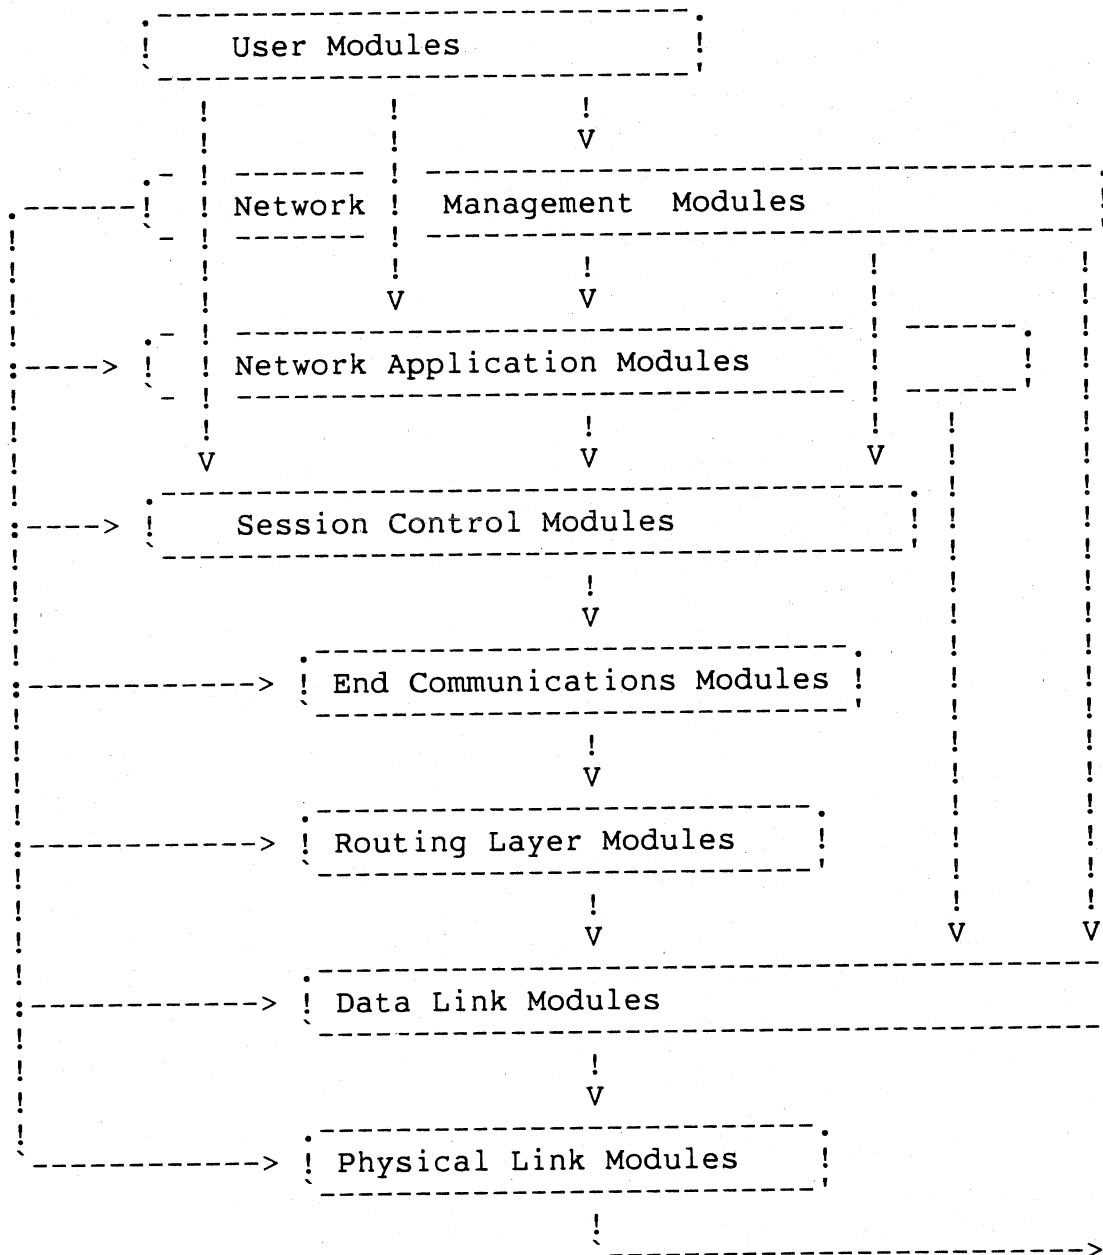 User Modules
Network Management Modules
Network Application Modules
Session Control Modules
End Communications Modules
Routing Layer Modules
Data Link Modules
Physical Link Modules